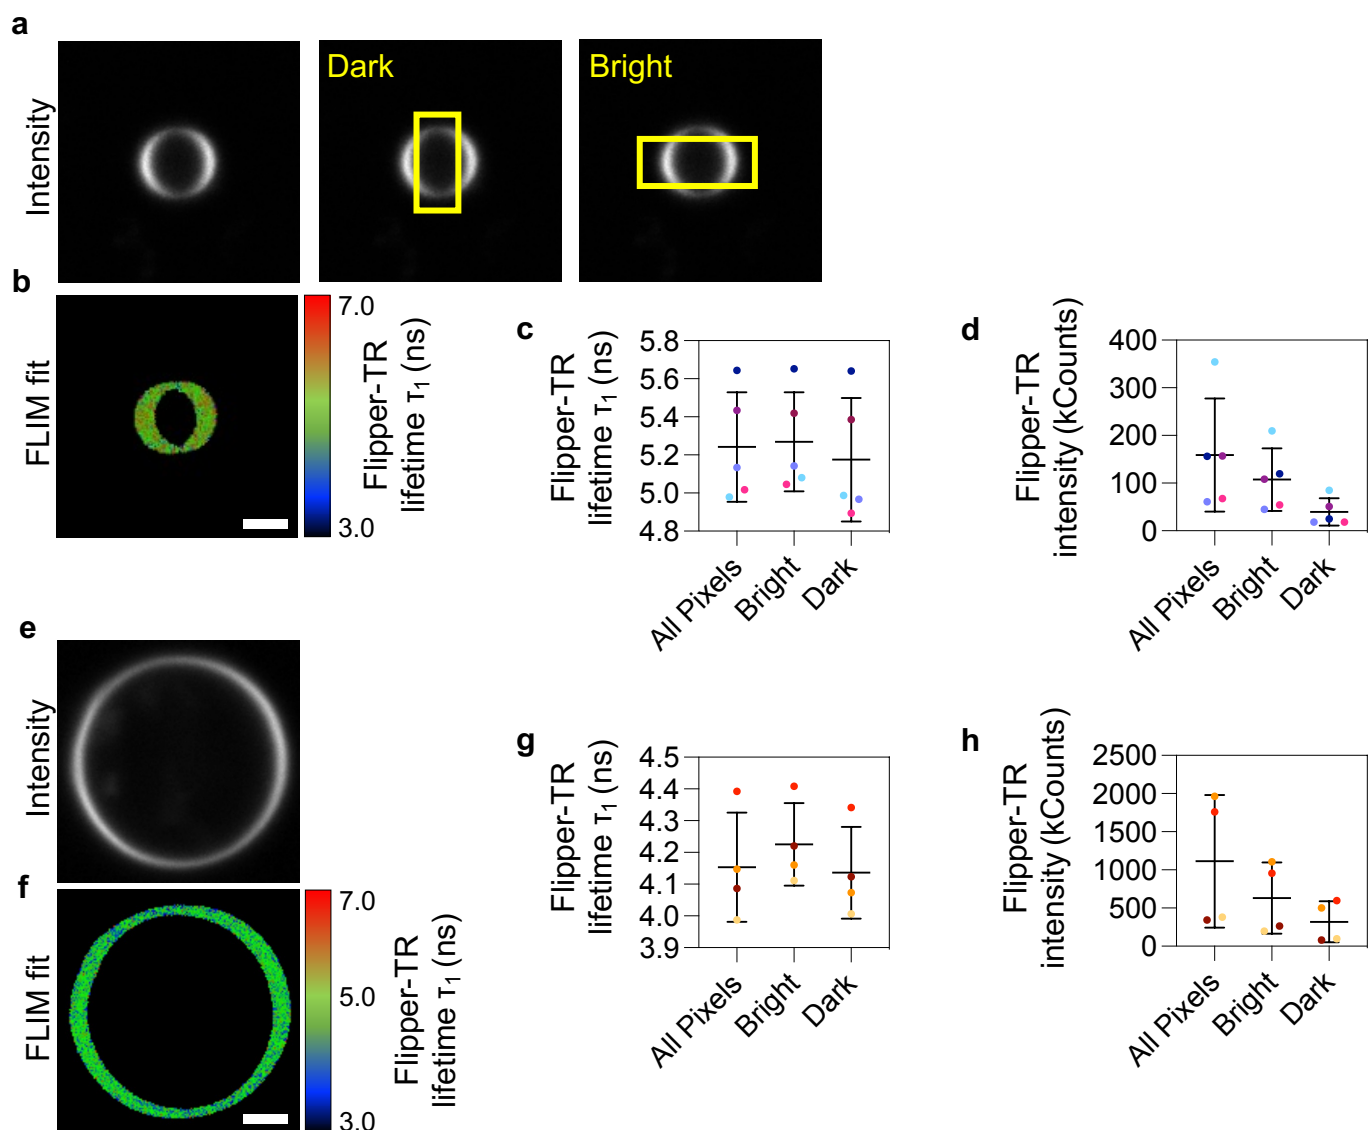 a
Intensity
Dark
Bright
b
FLIM fit
7.0
3.0
Flipper-TR
lifetime τ₁ (ns)
c
Flipper-TR
lifetime τ₁ (ns)
5.8
5.6
5.4
5.2
5.0
4.8
All Pixels
Bright
Dark
d
Flipper-TR
intensity (kCounts)
400
300
200
100
0
All Pixels
Bright
Dark
e
Intensity
f
FLIM fit
7.0
5.0
3.0
Flipper-TR
lifetime τ₁ (ns)
g
Flipper-TR
lifetime τ₁ (ns)
4.5
4.4
4.3
4.2
4.1
4.0
3.9
All Pixels
Bright
Dark
h
Flipper-TR
intensity (kCounts)
2500
2000
1500
1000
500
0
All Pixels
Bright
Dark